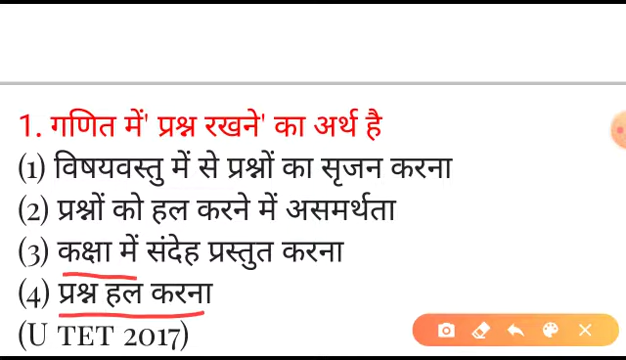 1. गणित में' प्रश्न रखने' का अर्थ है
(1) विषयवस्तु में से प्रश्नों का सृजन करना
(2) प्रश्नों को हल करने में असमर्थता
(3) कक्षा में संदेह प्रस्तुत करना
(4) प्रश्न हल करना
(U TET 2017)